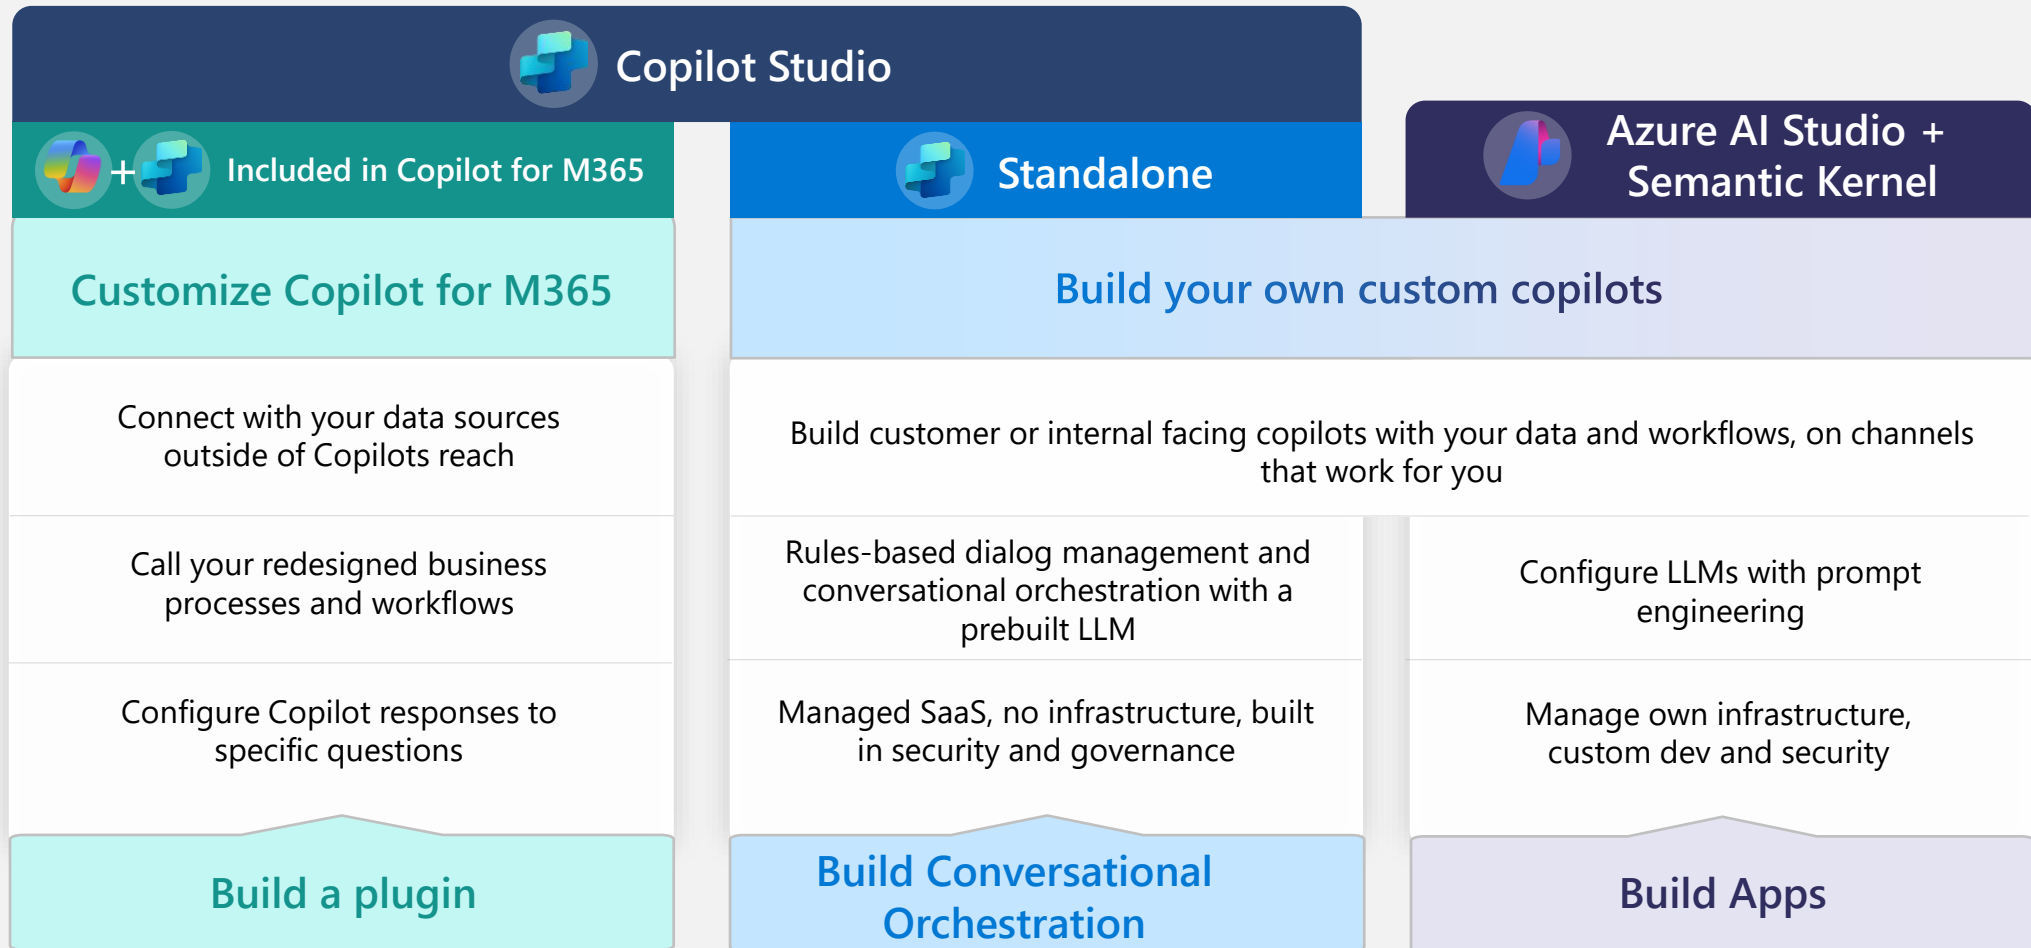 Copilot Studio
+ Included in Copilot for M365
Standalone
Azure AI Studio +
Semantic Kernel
Customize Copilot for M365
Build your own custom copilots
Connect with your data sources
outside of Copilots reach
Build customer or internal facing copilots with your data and workflows, on channels
that work for you
Call your redesigned business
processes and workflows
Rules-based dialog management and
conversational orchestration with a
prebuilt LLM
Configure LLMs with prompt
engineering
Configure Copilot responses to
specific questions
Managed SaaS, no infrastructure, built
in security and governance
Manage own infrastructure,
custom dev and security
Build a plugin
Build Conversational
Orchestration
Build Apps